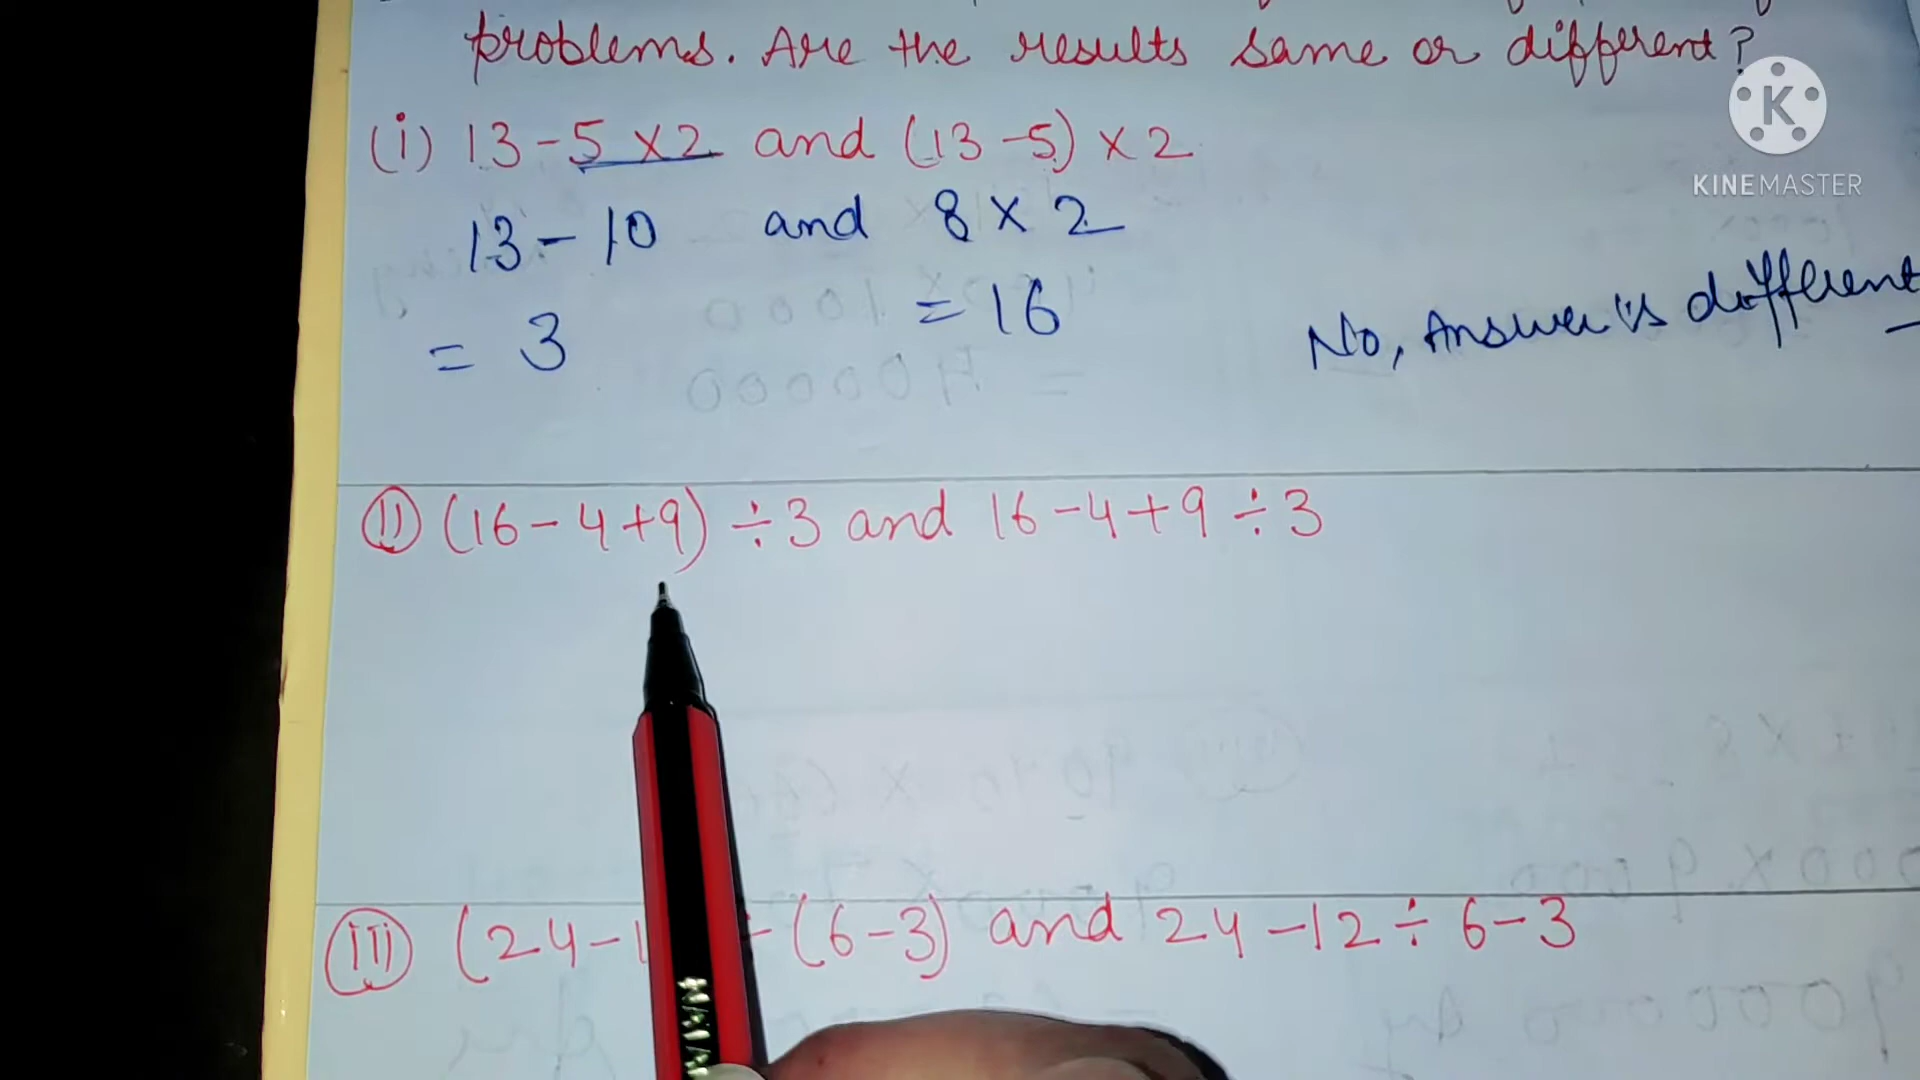 problems. Are the results same or different?
K
KINEMASTER
(i) 13 - 5 × 2 and (13 - 5) × 2
13 - 10 and 8 × 2
= 3 = 16
No, Answer is different
(ii) (16 - 4 + 9) ÷ 3 and 16 - 4 + 9 ÷ 3
(iii) (24 - 1 (6 - 3) and 24 - 12 ÷ 6 - 3